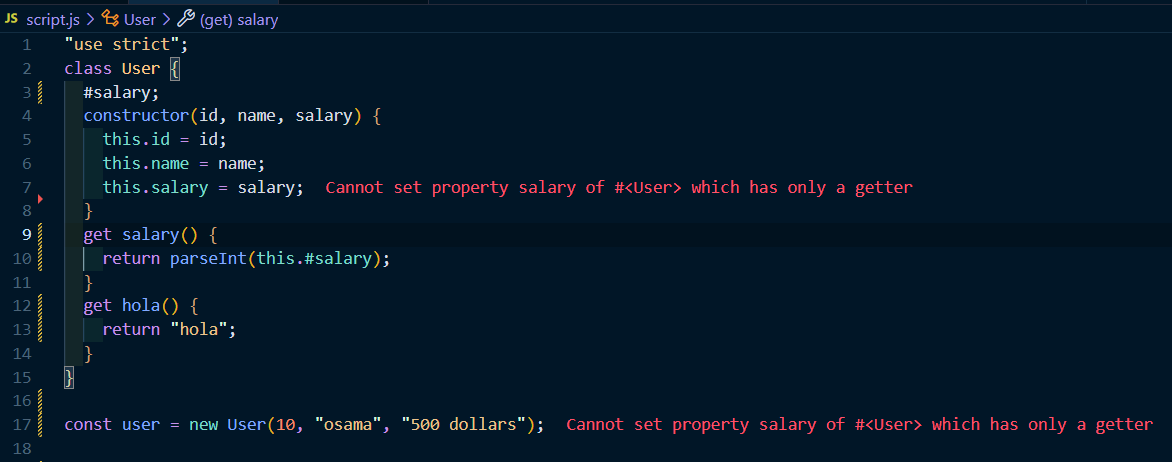 JS script.js > User > (get) salary
1 "use strict";
2 class User {
3 #salary;
4 constructor(id, name, salary) {
5 this.id = id;
6 this.name = name;
7 this.salary = salary; Cannot set property salary of #<User> which has only a getter
8 }
9 get salary() {
10 return parseInt(this.#salary);
11 }
12 get hola() {
13 return "hola";
14 }
15 }
16
17 const user = new User(10, "osama", "500 dollars"); Cannot set property salary of #<User> which has only a getter
18